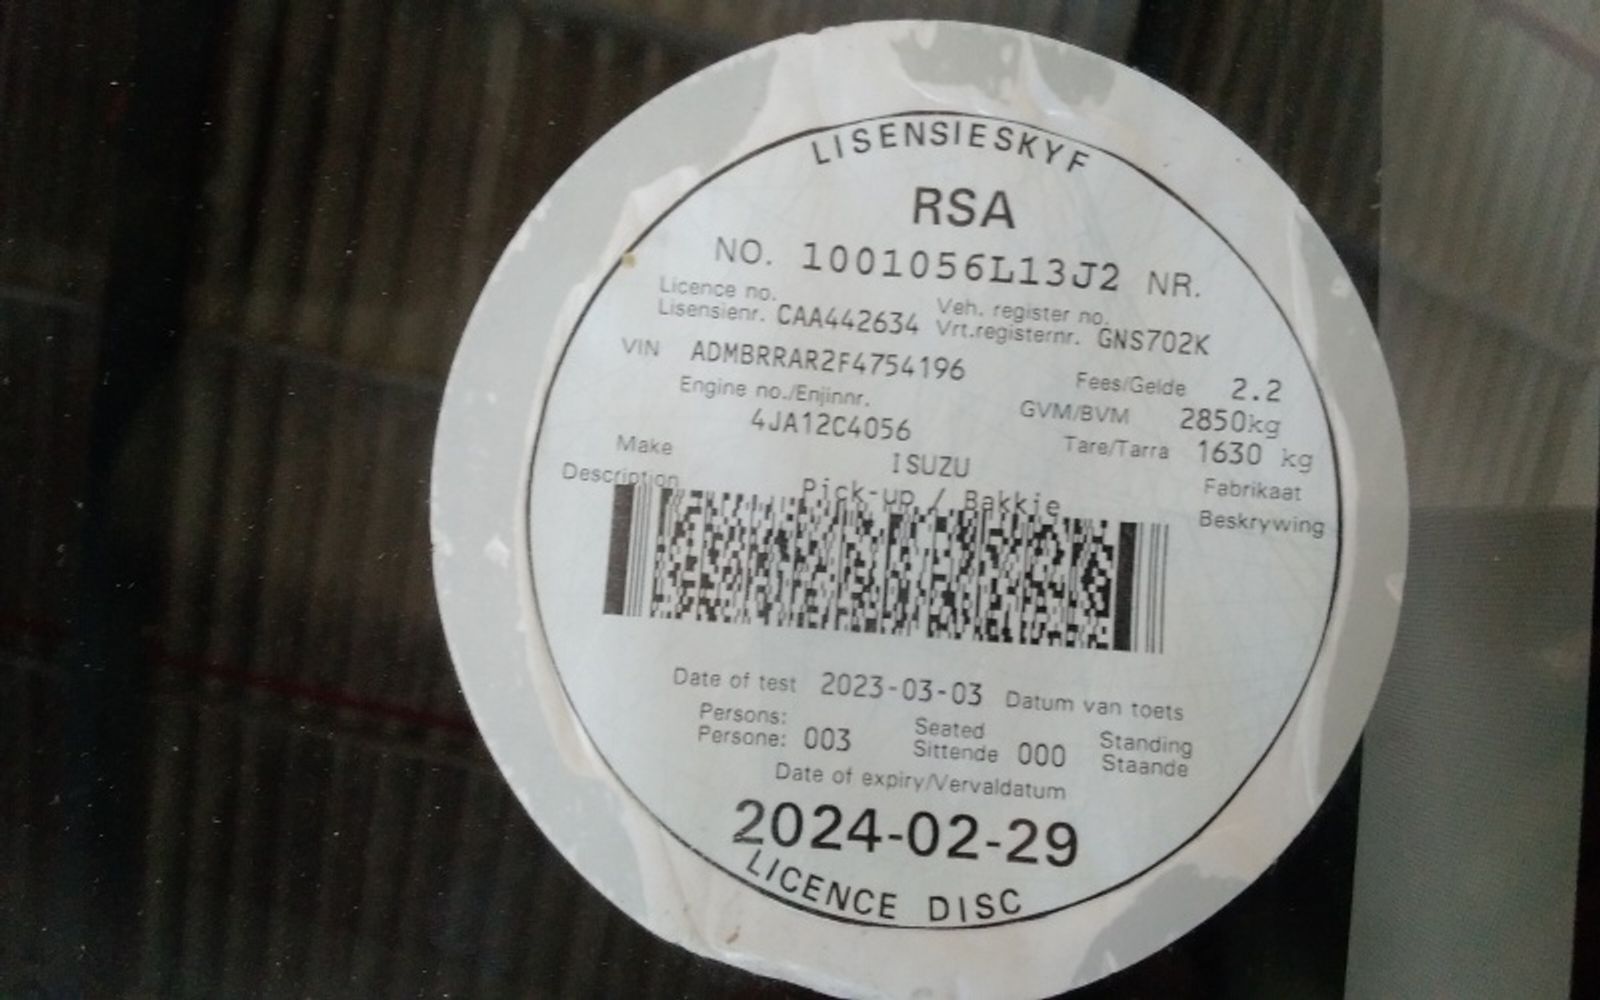 LISENSIESKYF
RSA
NO. 1001056L13J2 NR.
Licence no. Veh. register no.
Lisensienr. CAA442634 Vrt.registernr. GNS702K
VIN ADMBRRAR2F4754196 Fees/Gelde 2.2
Engine no./Enjinnr. GVM/BVM 2850kg
4JA12C4056 Tare/Tarra 1630 kg
Make ISUZU Fabrikaat
Description Pick-up / Bakkie Beskrywing
Date of test 2023-03-03 Datum van toets
Persons: Seated Standing
Persone: 003 Sittende 000 Staande
Date of expiry/Vervaldatum
2024-02-29
LICENCE DISC